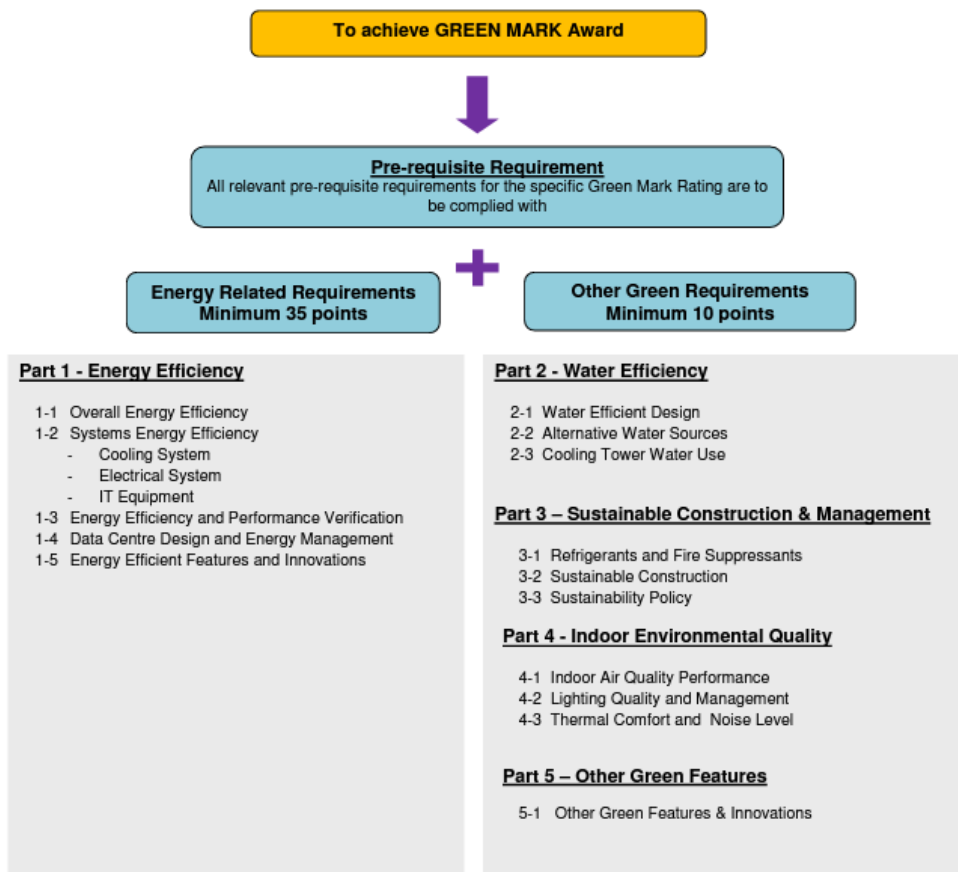 To achieve GREEN MARK Award
Pre-requisite Requirement
All relevant pre-requisite requirements for the specific Green Mark Rating are to
be complied with
Energy Related Requirements
Minimum 35 points
Other Green Requirements
Minimum 10 points
Part 1 - Energy Efficiency
1-1 Overall Energy Efficiency
1-2 Systems Energy Efficiency
- Cooling System
- Electrical System
- IT Equipment
1-3 Energy Efficiency and Performance Verification
1-4 Data Centre Design and Energy Management
1-5 Energy Efficient Features and Innovations
Part 2 - Water Efficiency
2-1 Water Efficient Design
2-2 Alternative Water Sources
2-3 Cooling Tower Water Use
Part 3 – Sustainable Construction & Management
3-1 Refrigerants and Fire Suppressants
3-2 Sustainable Construction
3-3 Sustainability Policy
Part 4 - Indoor Environmental Quality
4-1 Indoor Air Quality Performance
4-2 Lighting Quality and Management
4-3 Thermal Comfort and Noise Level
Part 5 – Other Green Features
5-1 Other Green Features & Innovations